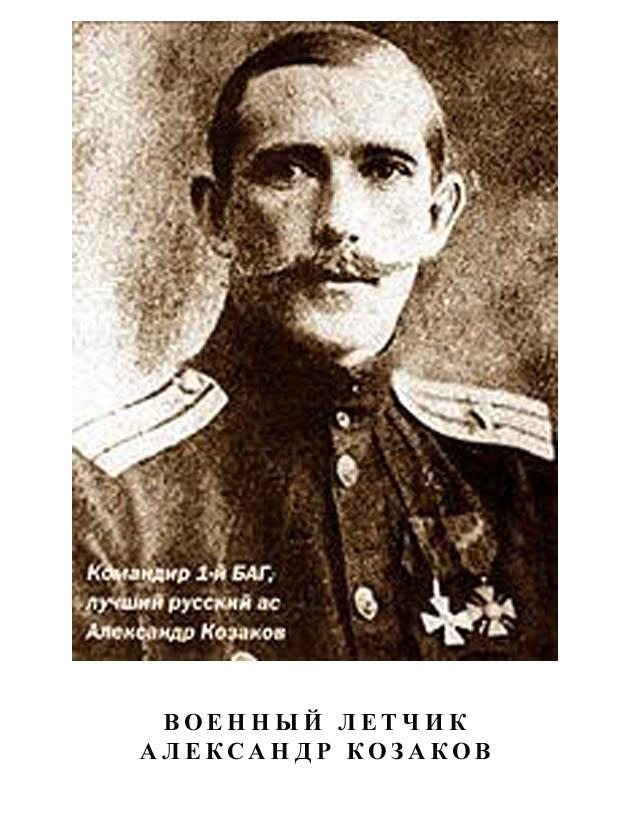 Командир 1-й БАГ,
лучший русский ас
Александр Козаков
ВОЕННЫЙ ЛЕТЧИК
АЛЕКСАНДР КОЗАКОВ